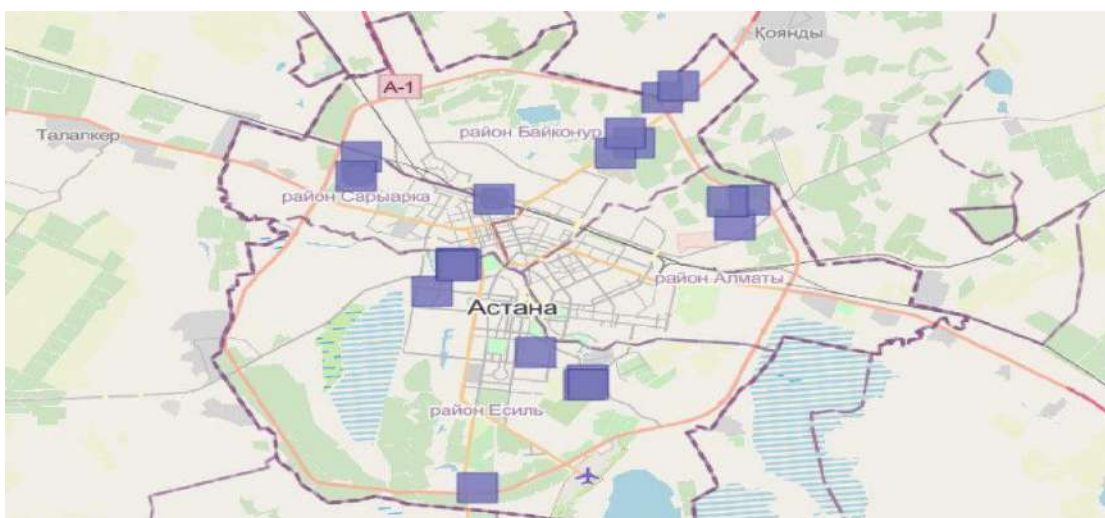 Қоянды
А-1
Талапкер
район Байконур
район Сарыарка
район Алматы
Астана
район Есиль